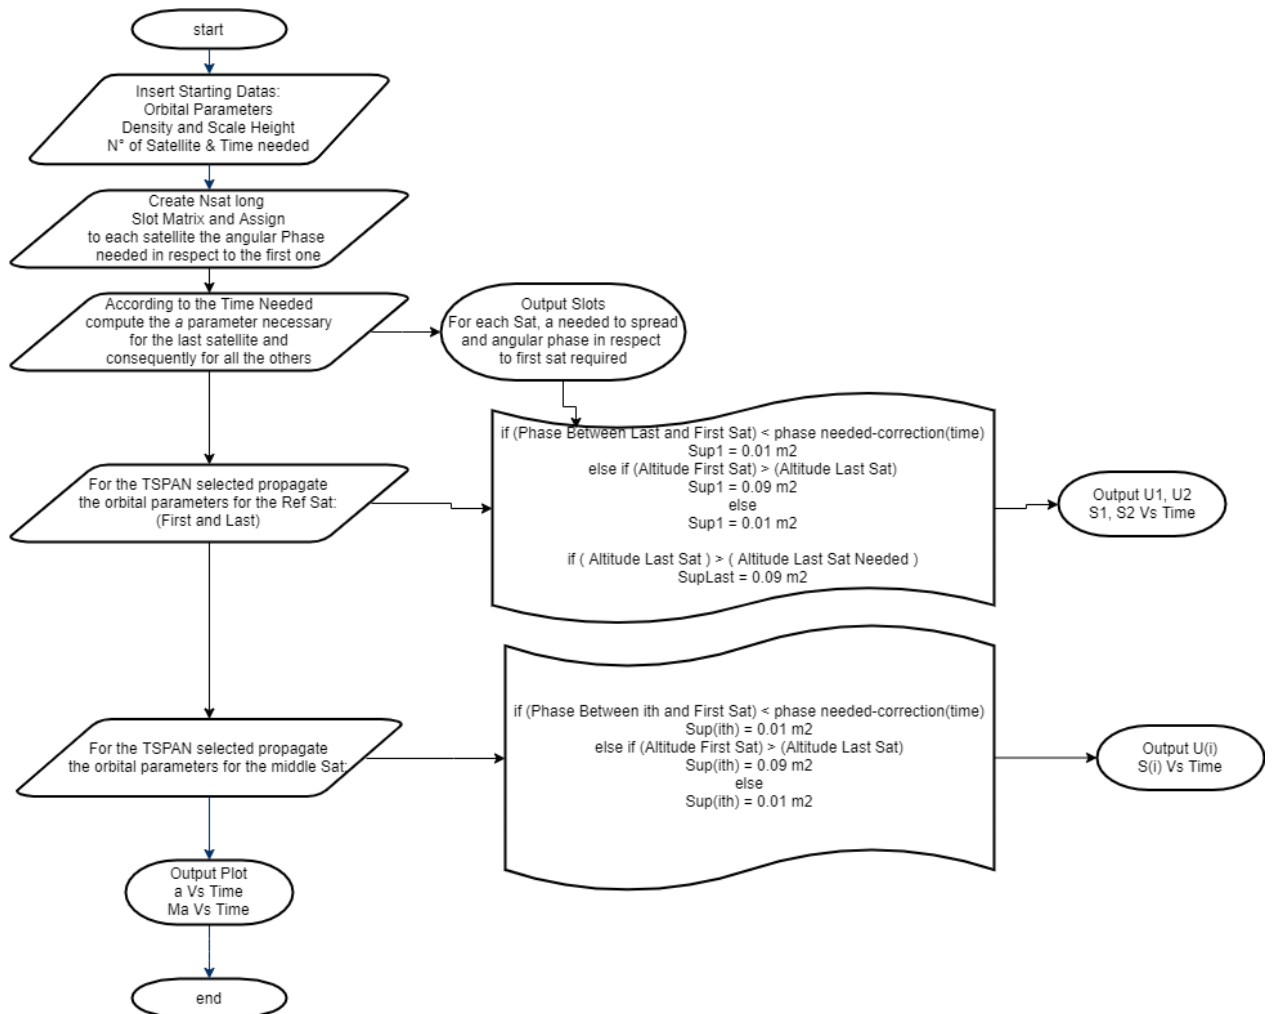 start
Insert Starting Datas:
Orbital Parameters
Density and Scale Height
N° of Satellite & Time needed
Create Nsat long
Slot Matrix and Assign
to each satellite the angular Phase
needed in respect to the first one
According to the Time Needed
compute the a parameter necessary
for the last satellite and
consequently for all the others
Output Slots
For each Sat, a needed to spread
and angular phase in respect
to first sat required
For the TSPAN selected propagate
the orbital parameters for the Ref Sat:
(First and Last)
if (Phase Between Last and First Sat) < phase needed-correction(time)
Sup1 = 0.01 m2
else if (Altitude First Sat) > (Altitude Last Sat)
Sup1 = 0.09 m2
else
Sup1 = 0.01 m2
if ( Altitude Last Sat ) > ( Altitude Last Sat Needed )
SupLast = 0.09 m2
Output U1, U2
S1, S2 Vs Time
For the TSPAN selected propagate
the orbital parameters for the middle Sat:
if (Phase Between ith and First Sat) < phase needed-correction(time)
Sup(ith) = 0.01 m2
else if (Altitude First Sat) > (Altitude Last Sat)
Sup(ith) = 0.09 m2
else
Sup(ith) = 0.01 m2
Output U(i)
S(i) Vs Time
Output Plot
a Vs Time
Ma Vs Time
end